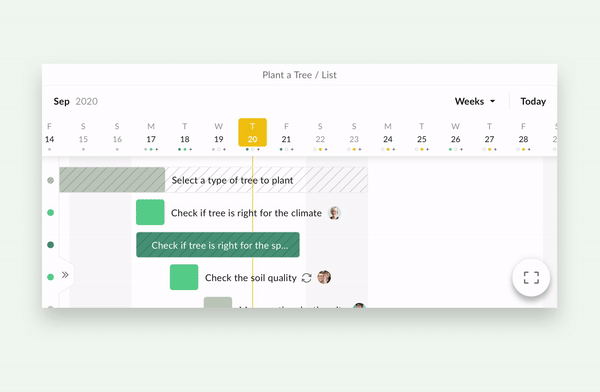 Plant a Tree / List
Sep 2020 Weeks Today
F S S M T W T F S S M T W T F
14 15 16 17 18 19 20 21 22 23 24 25 26 27 28
Select a type of tree to plant
Check if tree is right for the climate
Check if tree is right for the sp...
Check the soil quality